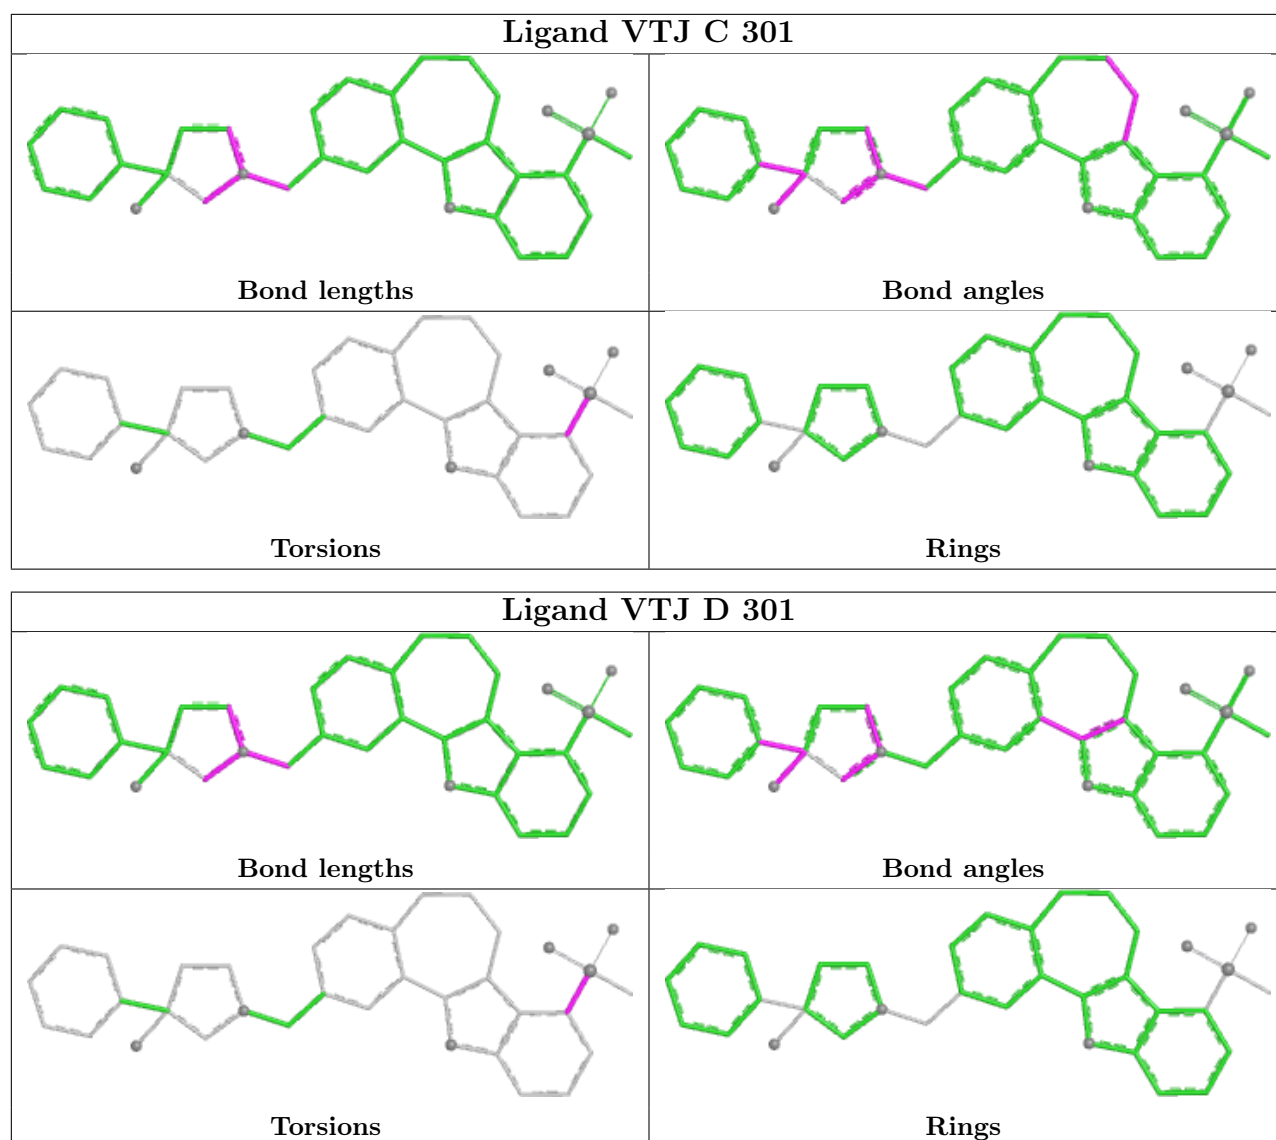 Ligand VTJ C 301
Bond lengths
Bond angles
Torsions
Rings
Ligand VTJ D 301
Bond lengths
Bond angles
Torsions
Rings